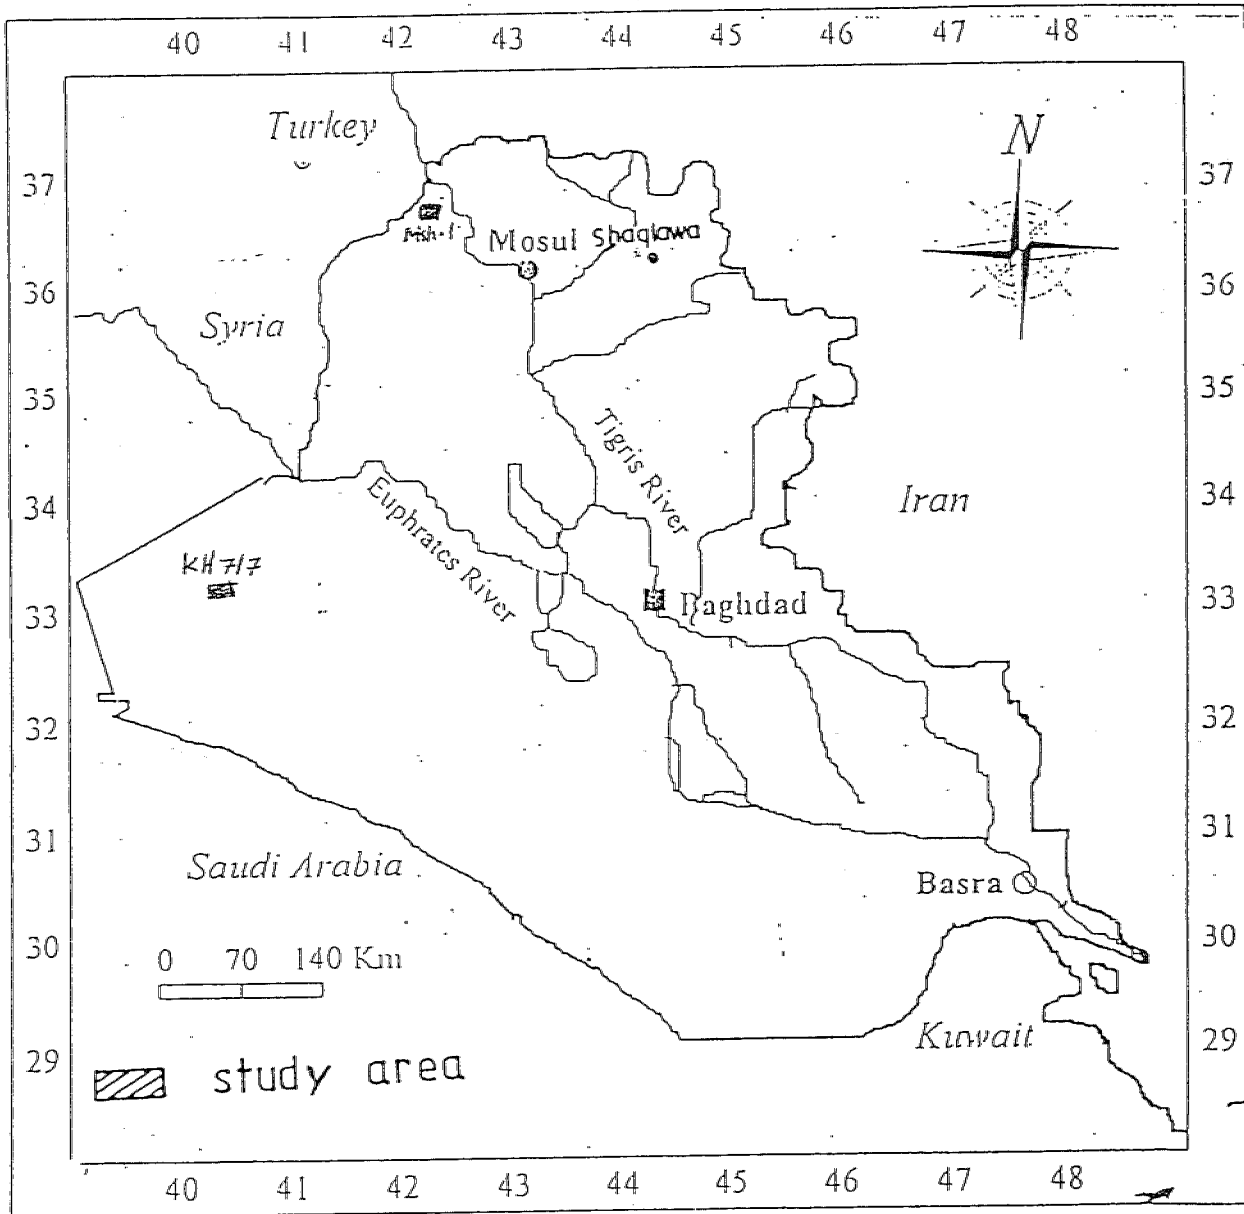 40 41 42 43 44 45 46 47 48
Turkey
N
37 37
Mosul Shaqlawa
36 36
Syria
35 35
Tigris River
34 34
Iran
Euphrates River
KH 7/7
33 33
Baghdad
32 32
31 31
Saudi Arabia
Basra
30 30
0 70 140 Km
Kuwait
29 29
study area
40 41 42 43 44 45 46 47 48